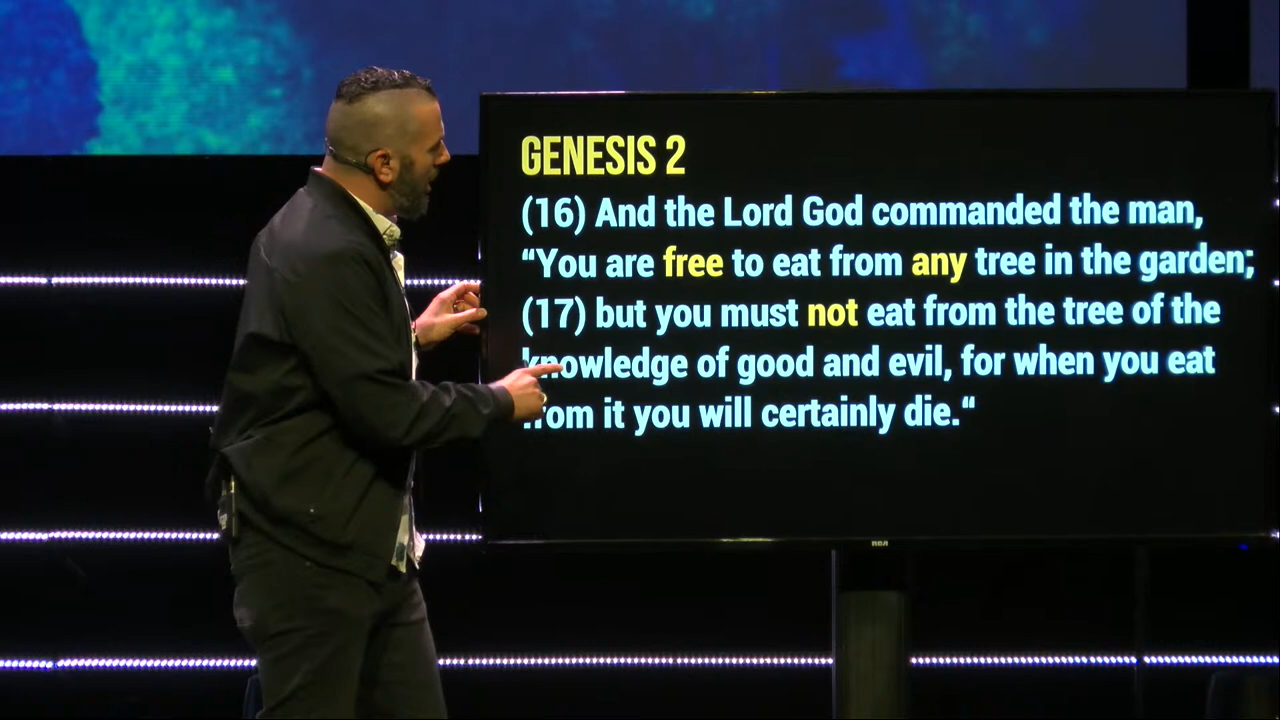 GENESIS 2
(16) And the Lord God commanded the man,
“You are free to eat from any tree in the garden;
(17) but you must not eat from the tree of the
knowledge of good and evil, for when you eat
from it you will certainly die.“
RCA